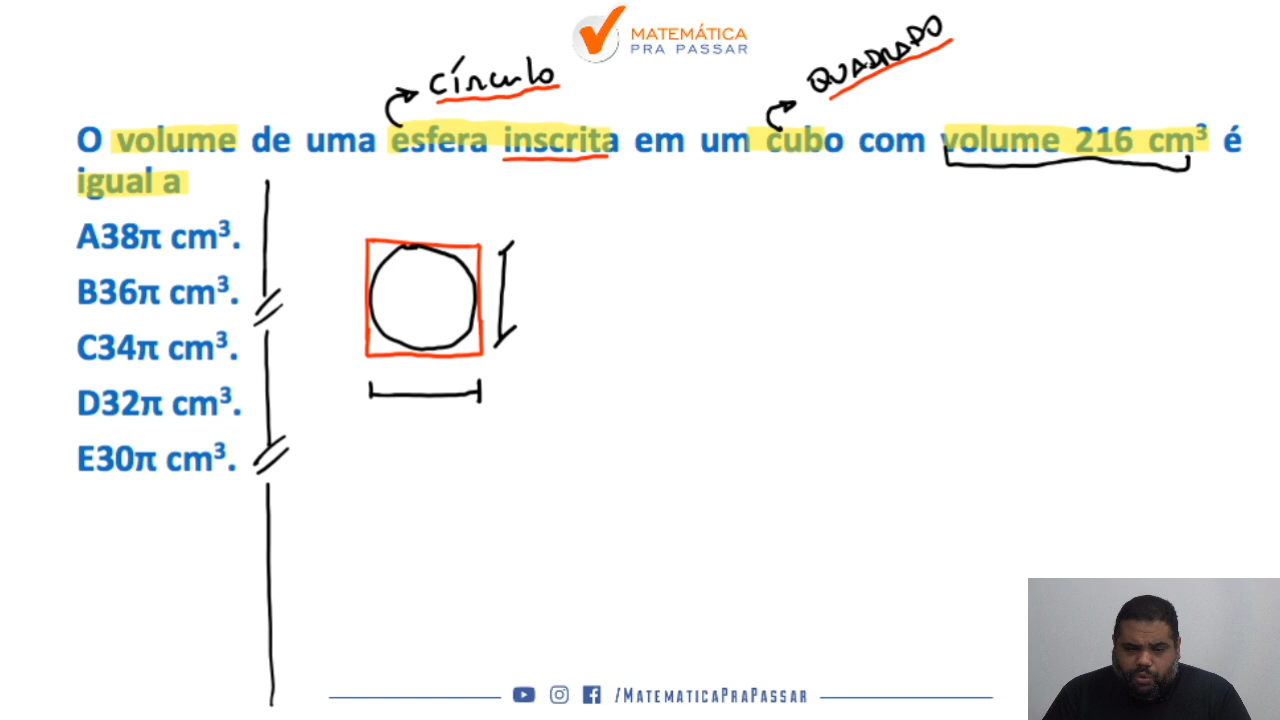 MATEMÁTICA
PRA PASSAR
círculo
QUADRADO
O volume de uma esfera inscrita em um cubo com volume 216 cm³ é
igual a
A38π cm³.
B36π cm³.
C34π cm³.
D32π cm³.
E30π cm³.
/MATEMATICAPRAPASSAR